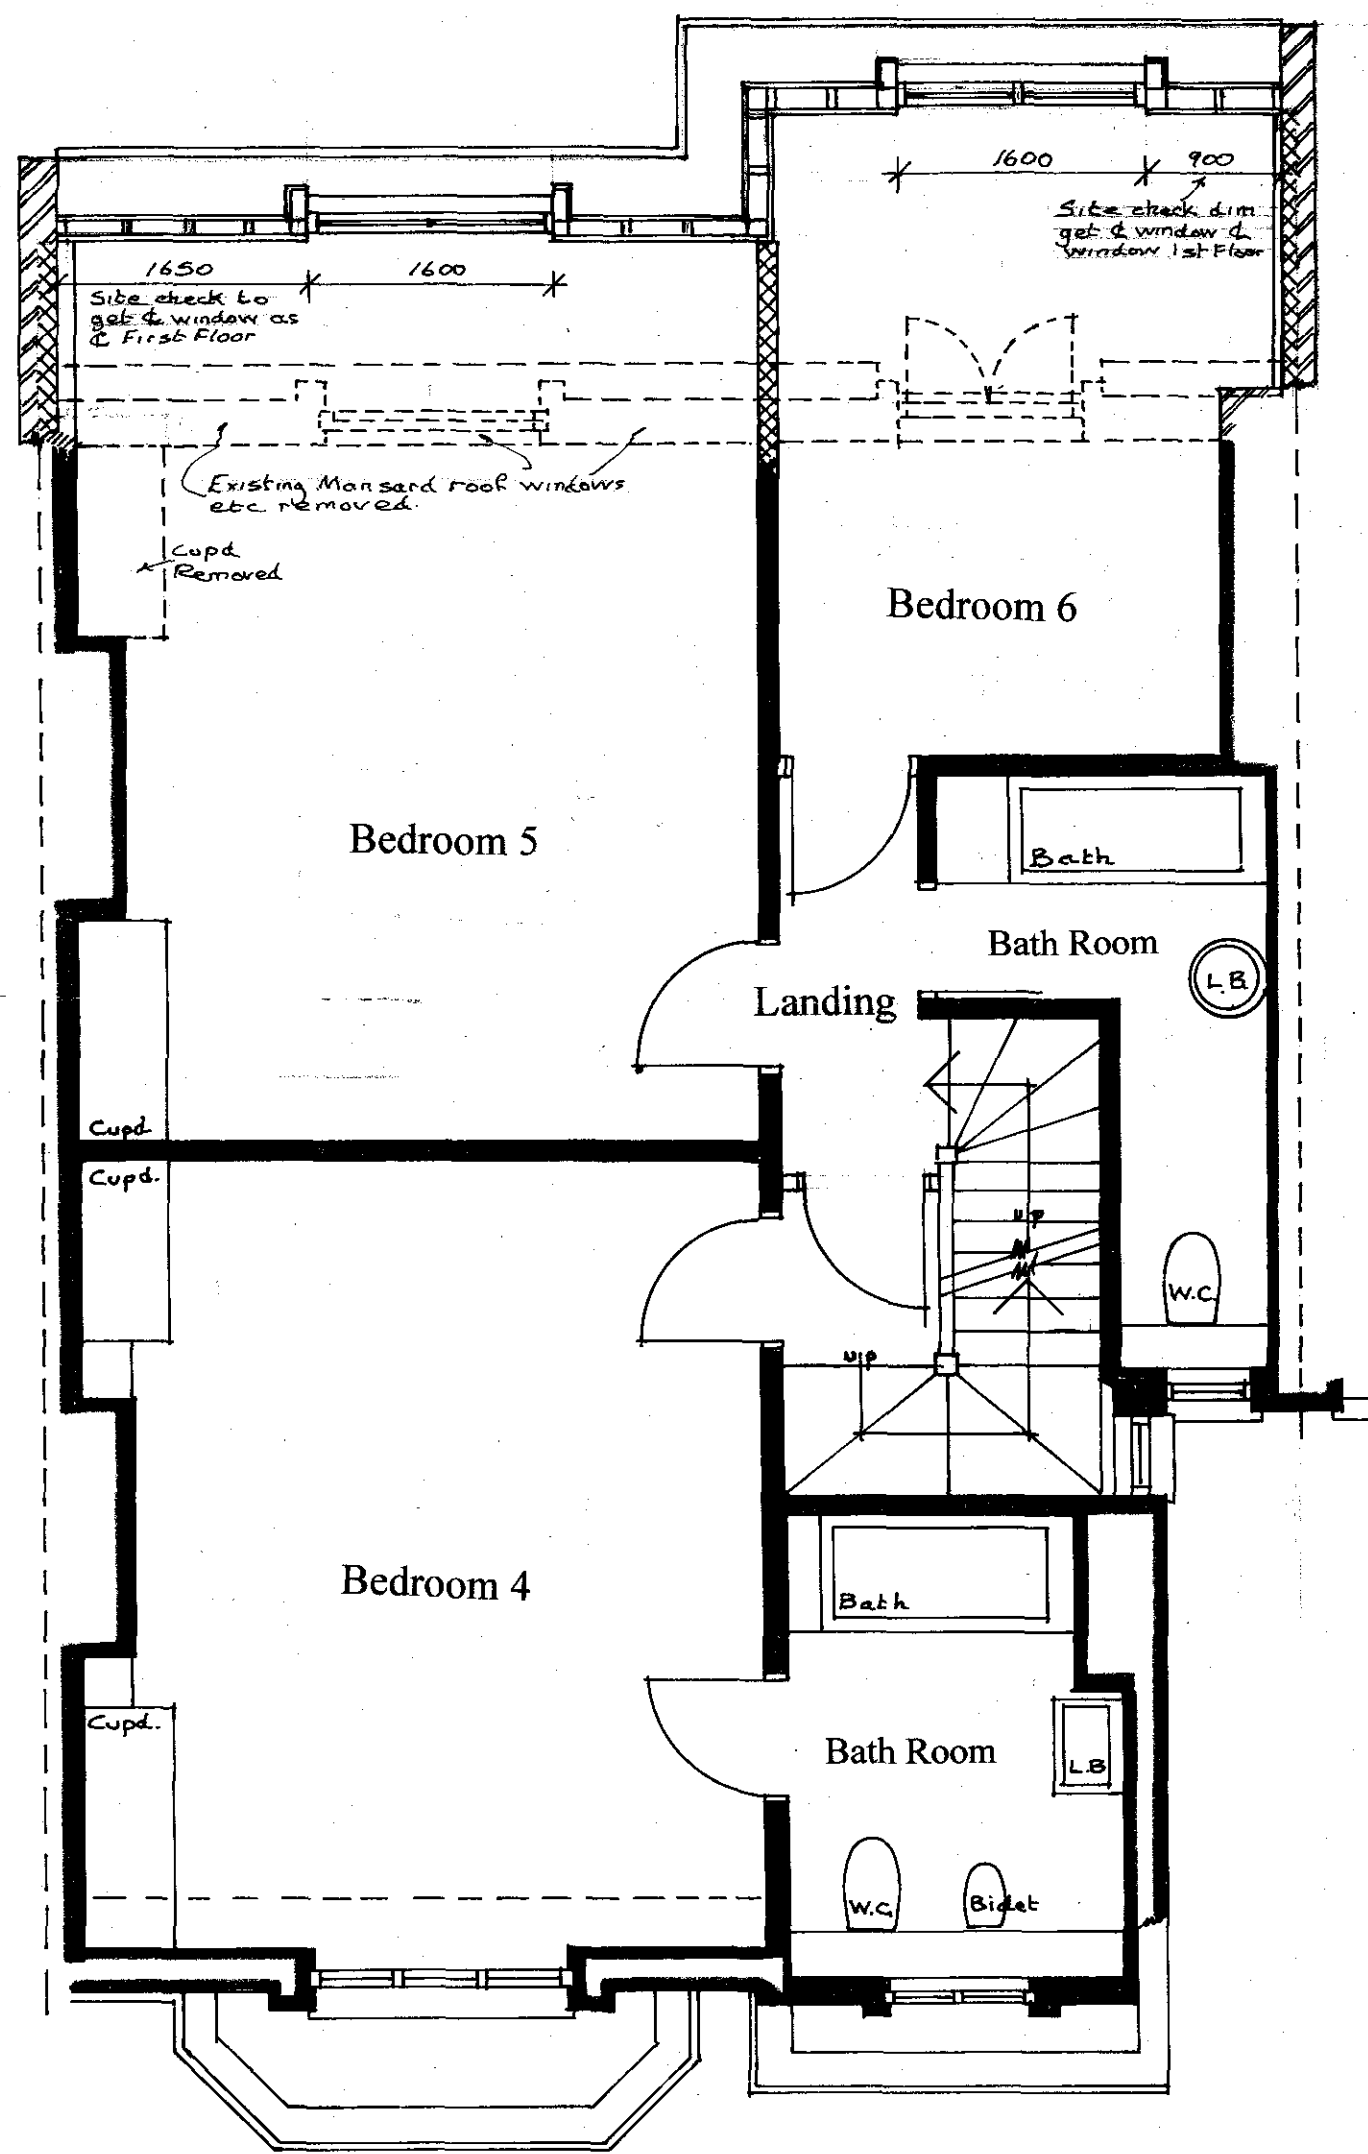 1600
900
Site check dim
get ℄ window ℄
window 1st Floor
1650
1600
Site check to
get ℄ window as
℄ First Floor
Existing Mansard roof windows
etc removed.
Cupd
Removed
Bedroom 6
Bedroom 5
Bath
Bath Room
L.B.
Landing
Cupd
Cupd.
up
W.C.
up
Bedroom 4
Bath
Cupd.
Bath Room
L.B
W.C.
Bidet